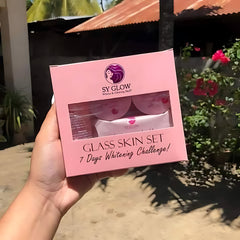 SY GLOW
GLASS SKIN SET
7 Days Whitening Challenge!